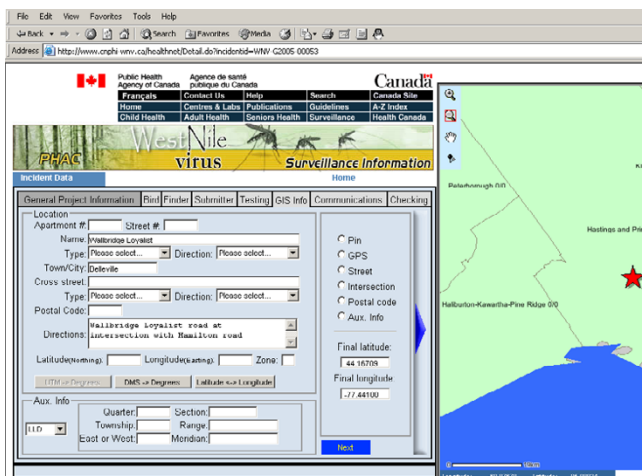 File Edit View Favorites Tools Help
Back Search Favorites Media
Address http://www.cnphi-wnv.ca/healthnet/Detail.do?incidentid=WNV-G2005-00053
Public Health Agency of Canada
Agence de santé publique du Canada
Canada
Français Contact Us Help Search Canada Site
Home Centres & Labs Publications Guidelines A-Z Index
Child Health Adult Health Seniors Health Surveillance Health Canada
West Nile virus
PHAC
Surveillance Information
Incident Data Home
General Project Information Bird Finder Submitter Testing GIS Info Communications Checking
Location
Apartment #: Street #:
Name: Wallbridge Loyalist
Type: Please select... Direction: Please select...
Town/City: Belleville
Cross street:
Type: Please select... Direction: Please select...
Postal Code:
Directions: Wallbridge Loyalist road at intersection with Hamilton road
Latitude(Northing): Longitude(Easting): Zone:
UTM -> Degrees DMS -> Degrees Latitude <-> Longitude
Aux. Info
LLD
Quarter: Section:
Township: Range:
East or West: Meridian:
Pin
GPS
Street
Intersection
Postal code
Aux. Info
Final latitude:
44.16709
Final longitude:
-77.44100
Next
Peterborough 0/0
Hastings and Prin
Haliburton-Kawartha-Pine Ridge 0/0